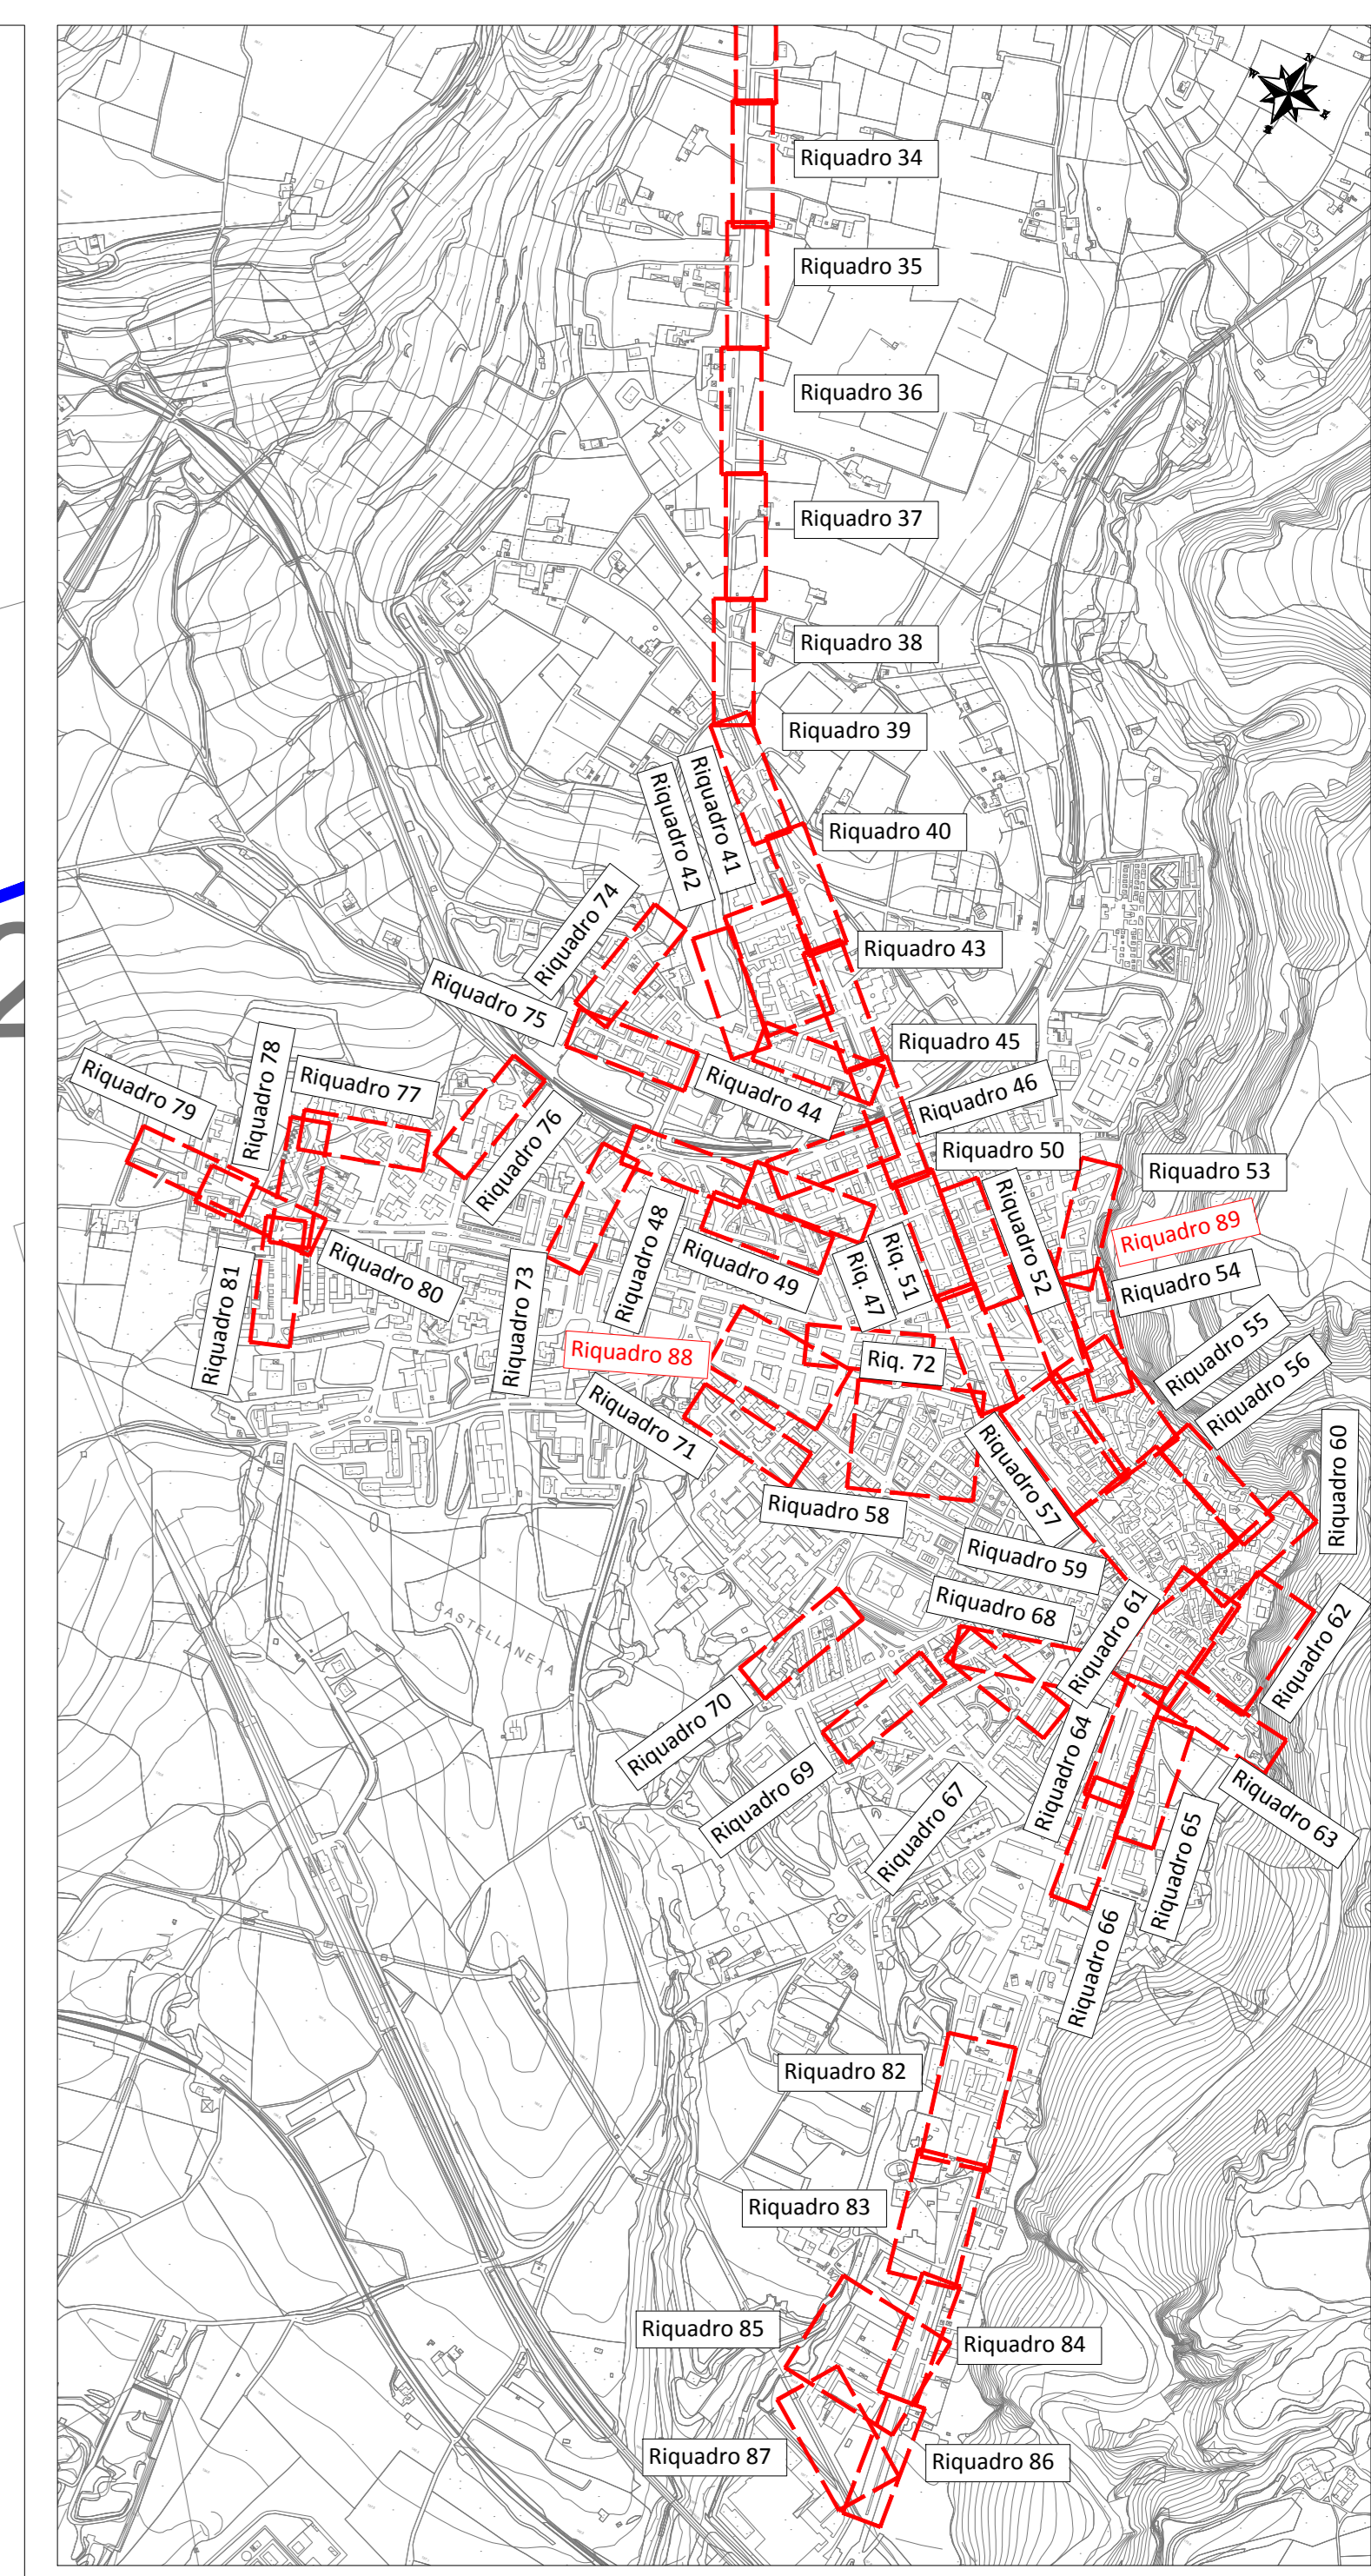 Riquadro 34
Riquadro 35
Riquadro 36
Riquadro 37
Riquadro 38
Riquadro 39
Riquadro 40
Riquadro 41
Riquadro 42
Riquadro 74
Riquadro 43
Riquadro 75
Riquadro 45
Riquadro 78
Riquadro 77
Riquadro 79
Riquadro 44
Riquadro 46
Riquadro 76
Riquadro 50
Riquadro 53
Riquadro 52
Riquadro 89
Riquadro 48
Riquadro 49
Riq. 47
Riq. 51
Riquadro 54
Riquadro 80
Riquadro 81
Riquadro 73
Riquadro 88
Riq. 72
Riquadro 55
Riquadro 56
Riquadro 71
Riquadro 57
Riquadro 60
Riquadro 58
Riquadro 59
Riquadro 68
CASTELLANETA
Riquadro 61
Riquadro 62
Riquadro 70
Riquadro 64
Riquadro 69
Riquadro 67
Riquadro 63
Riquadro 65
Riquadro 66
Riquadro 82
Riquadro 83
Riquadro 85
Riquadro 84
Riquadro 87
Riquadro 86